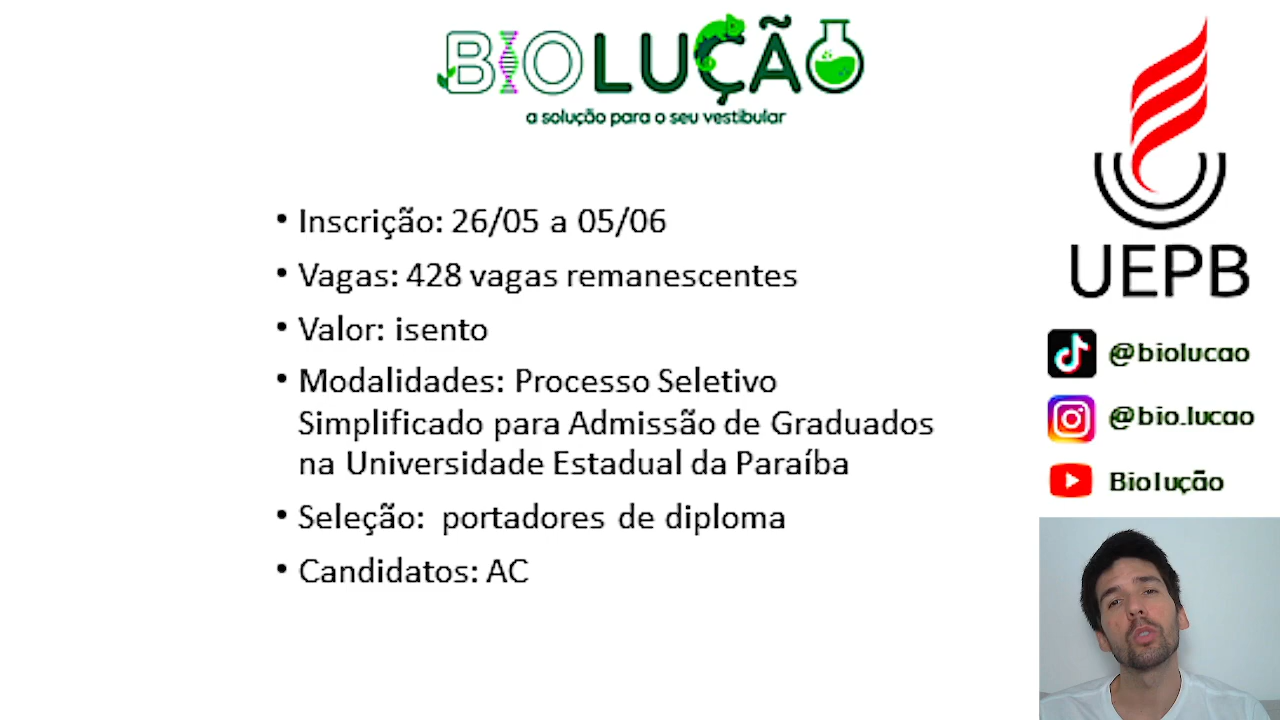 BIOLUÇÃO
a solução para o seu vestibular
• Inscrição: 26/05 a 05/06
• Vagas: 428 vagas remanescentes
• Valor: isento
• Modalidades: Processo Seletivo
Simplificado para Admissão de Graduados
na Universidade Estadual da Paraíba
• Seleção: portadores de diploma
• Candidatos: AC
UEPB
@biolucao
@bio.lucao
Biolução